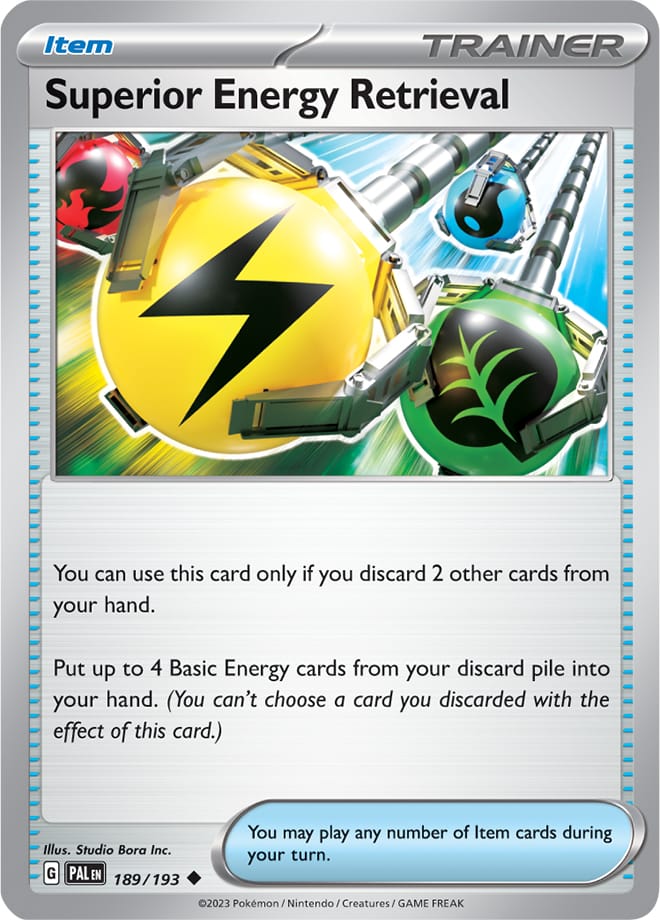 Item
TRAINER
Superior Energy Retrieval
You can use this card only if you discard 2 other cards from
your hand.
Put up to 4 Basic Energy cards from your discard pile into
your hand. (You can't choose a card you discarded with the
effect of this card.)
Illus. Studio Bora Inc.
You may play any number of Item cards during
your turn.
G PAL EN 189/193 ◆
©2023 Pokémon / Nintendo / Creatures / GAME FREAK